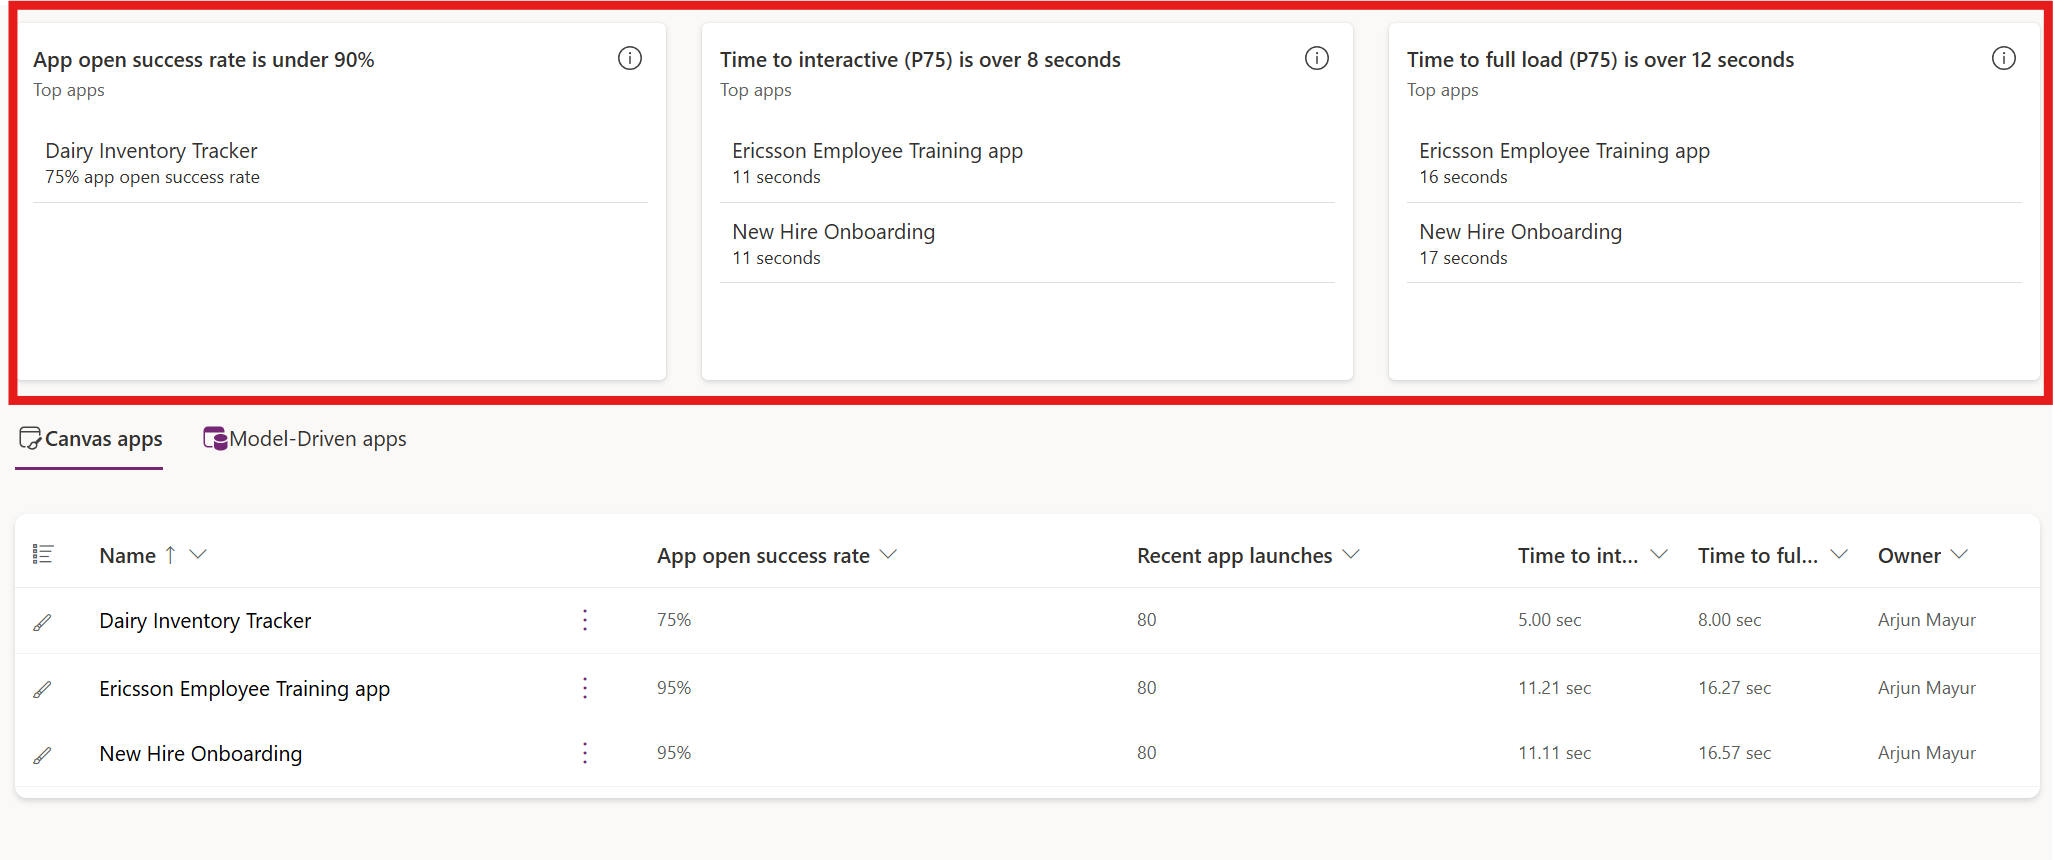 App open success rate is under 90%
Top apps
Dairy Inventory Tracker
75% app open success rate
Time to interactive (P75) is over 8 seconds
Top apps
Ericsson Employee Training app
11 seconds
New Hire Onboarding
11 seconds
Time to full load (P75) is over 12 seconds
Top apps
Ericsson Employee Training app
16 seconds
New Hire Onboarding
17 seconds
Canvas apps Model-Driven apps
Name ↑ App open success rate Recent app launches Time to int... Time to ful... Owner
Dairy Inventory Tracker 75% 80 5.00 sec 8.00 sec Arjun Mayur
Ericsson Employee Training app 95% 80 11.21 sec 16.27 sec Arjun Mayur
New Hire Onboarding 95% 80 11.11 sec 16.57 sec Arjun Mayur